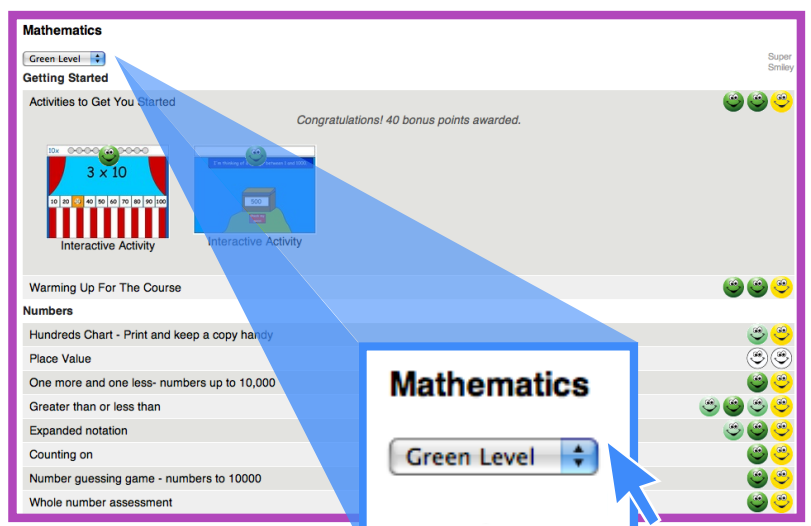 Mathematics
Green Level
Super
Smiley
Getting Started
Activities to Get You Started
Congratulations! 40 bonus points awarded.
10x
3 x 10
10 20 40 50 60 70 80 90 100
Interactive Activity
500
Interactive Activity
Warming Up For The Course
Numbers
Hundreds Chart - Print and keep a copy handy
Place Value
One more and one less- numbers up to 10,000
Greater than or less than
Expanded notation
Counting on
Number guessing game - numbers to 10000
Whole number assessment
Mathematics
Green Level